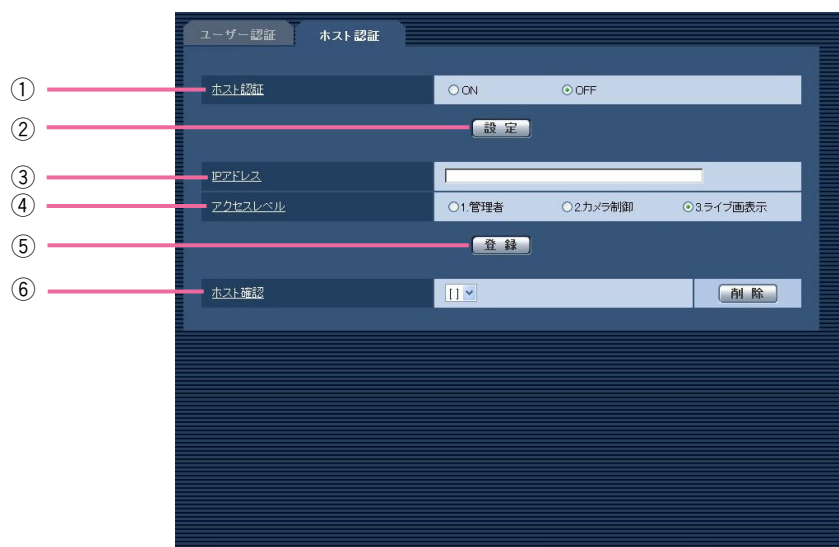 ユーザー認証 ホスト認証
① ホスト認証 ON OFF
② 設定
③ IPアドレス
④ アクセスレベル 1.管理者 2.カメラ制御 3.ライブ画表示
⑤ 登録
⑥ ホスト確認 [ ] 削除